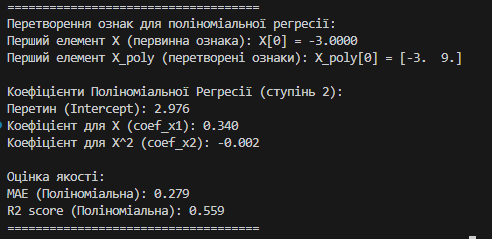 ====================================
Перетворення ознак для поліноміальної регресії:
Перший елемент X (первинна ознака): X[0] = -3.0000
Перший елемент X_poly (перетворені ознаки): X_poly[0] = [-3.  9.]
Коефіцієнти Поліноміальної Регресії (ступінь 2):
Перетин (Intercept): 2.976
Коефіцієнт для X (coef_x1): 0.340
Коефіцієнт для X^2 (coef_x2): -0.002
Оцінка якості:
MAE (Поліноміальна): 0.279
R2 score (Поліноміальна): 0.559
====================================